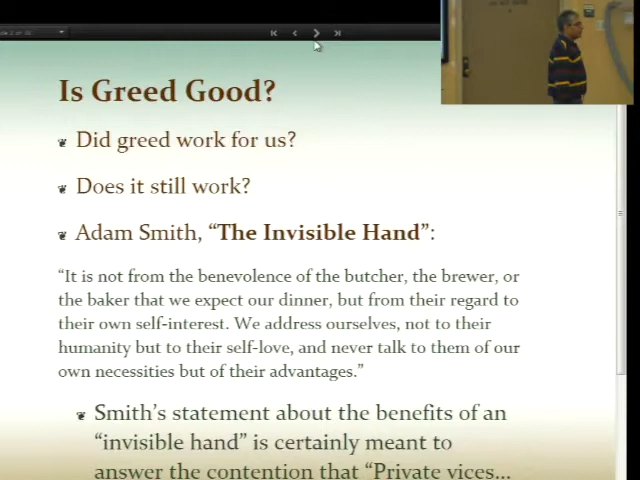 Is Greed Good?
Did greed work for us?
Does it still work?
Adam Smith, “The Invisible Hand”:
“It is not from the benevolence of the butcher, the brewer, or
the baker that we expect our dinner, but from their regard to
their own self-interest. We address ourselves, not to their
humanity but to their self-love, and never talk to them of our
own necessities but of their advantages.”
Smith’s statement about the benefits of an
“invisible hand” is certainly meant to
answer the contention that “Private vices...